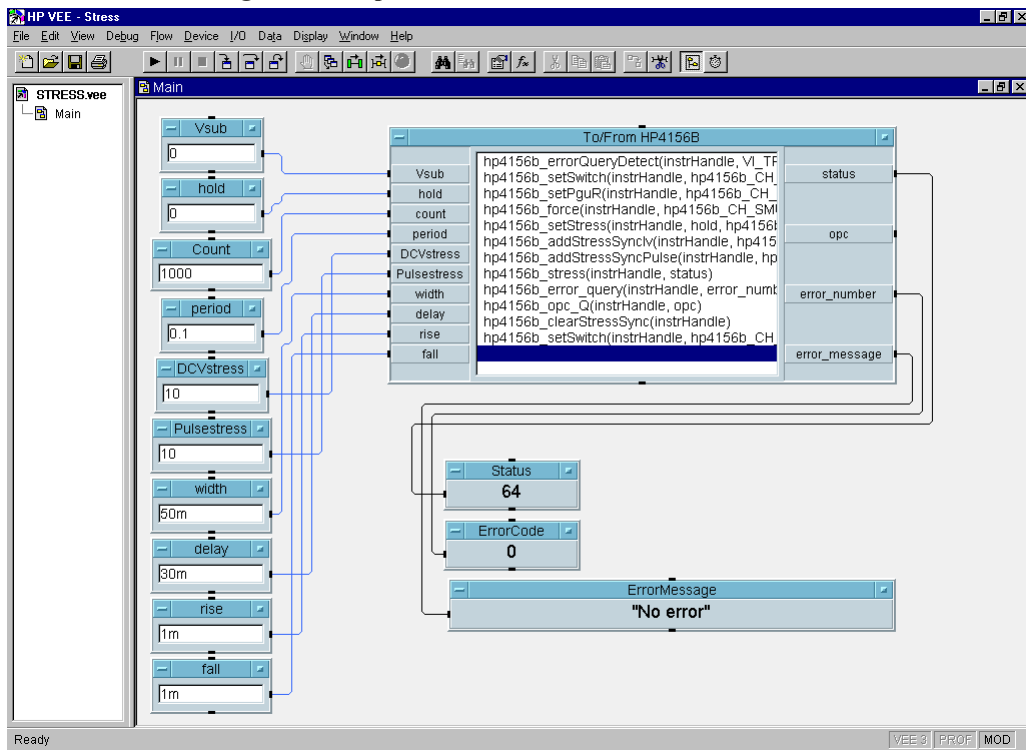 HP VEE - Stress
File Edit View Debug Flow Device I/O Data Display Window Help
STRESS.vee
Main
Main
Vsub
0
hold
0
Count
1000
period
0.1
DCVstress
10
Pulsestress
10
width
50m
delay
30m
rise
1m
fall
1m
To/From HP4156B
Vsub
hold
count
period
DCVstress
Pulsestress
width
delay
rise
fall
hp4156b_errorQueryDetect(instrHandle, VI_TF
hp4156b_setSwitch(instrHandle, hp4156b_CH_
hp4156b_setPguR(instrHandle, hp4156b_CH_
hp4156b_force(instrHandle, hp4156b_CH_SMU
hp4156b_setStress(instrHandle, hold, hp4156b
hp4156b_addStressSyncIv(instrHandle, hp415
hp4156b_addStressSyncPulse(instrHandle, hp
hp4156b_stress(instrHandle, status)
hp4156b_error_query(instrHandle, error_numb
hp4156b_opc_Q(instrHandle, opc)
hp4156b_clearStressSync(instrHandle)
hp4156b_setSwitch(instrHandle, hp4156b_CH_
status
opc
error_number
error_message
Status
64
ErrorCode
0
ErrorMessage
"No error"
Ready
VEE 3 PROF MOD